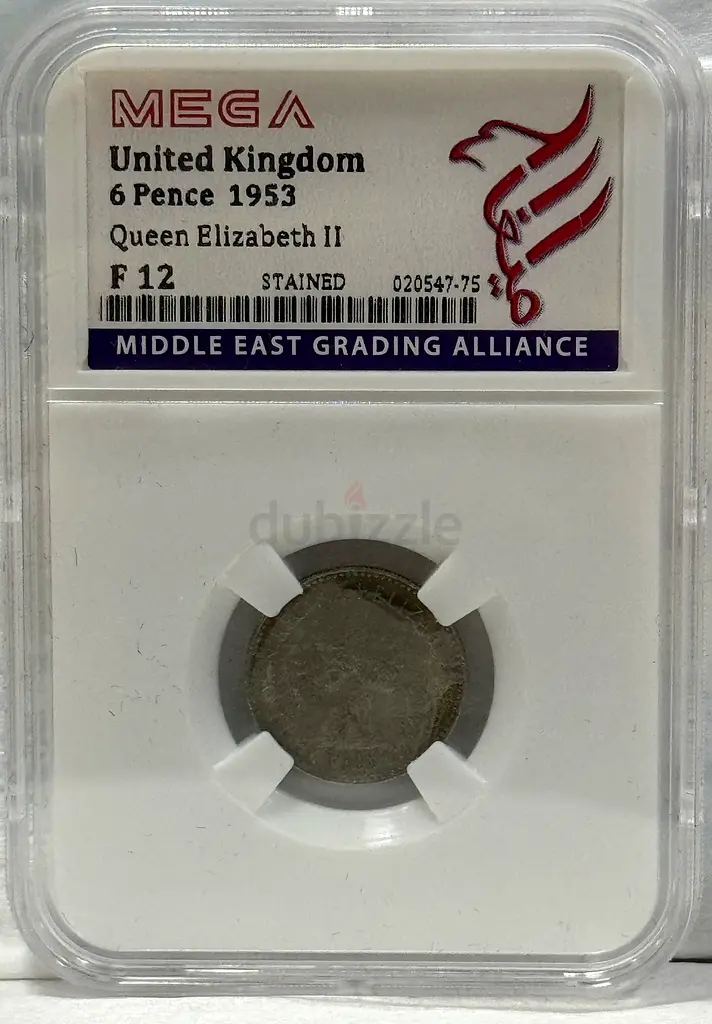 MEGA
United Kingdom
6 Pence 1953
Queen Elizabeth II
F 12 STAINED 020547-75
MIDDLE EAST GRADING ALLIANCE
dubizzle